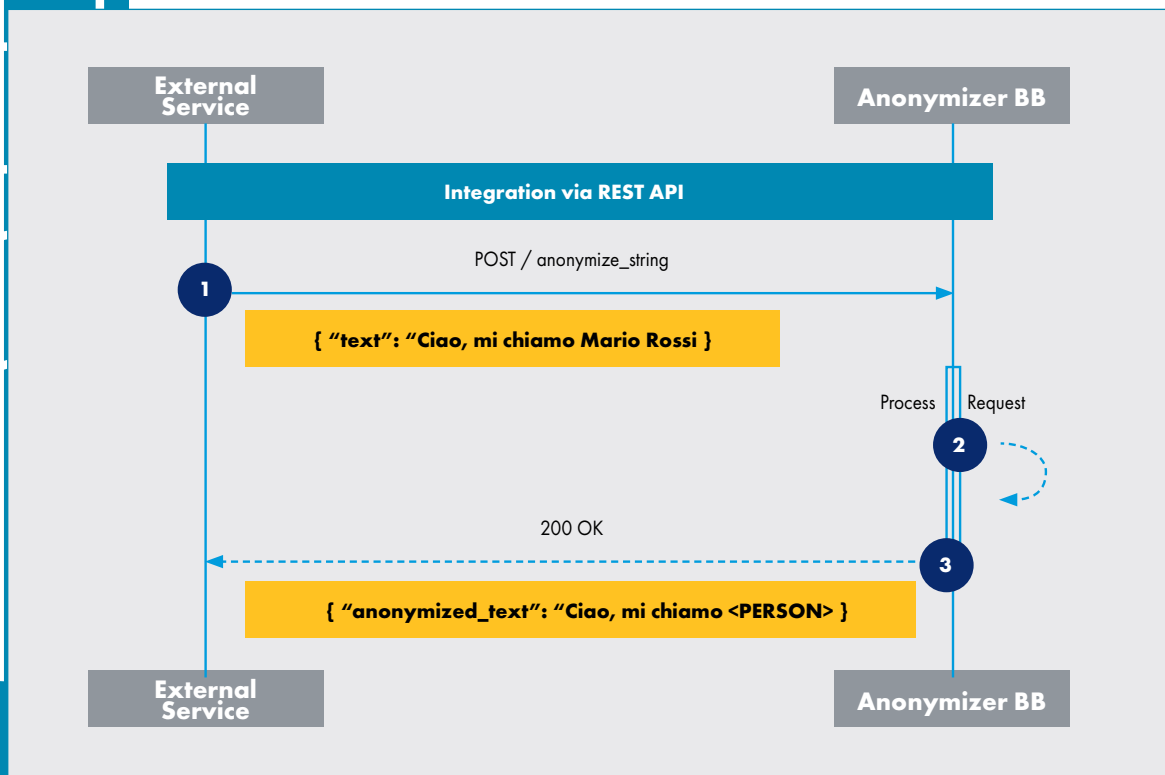 External
Service
Anonymizer BB
Integration via REST API
POST / anonymize_string
1
{ “text”: “Ciao, mi chiamo Mario Rossi }
Process
Request
2
200 OK
3
{ “anonymized_text”: “Ciao, mi chiamo <PERSON> }
External
Service
Anonymizer BB